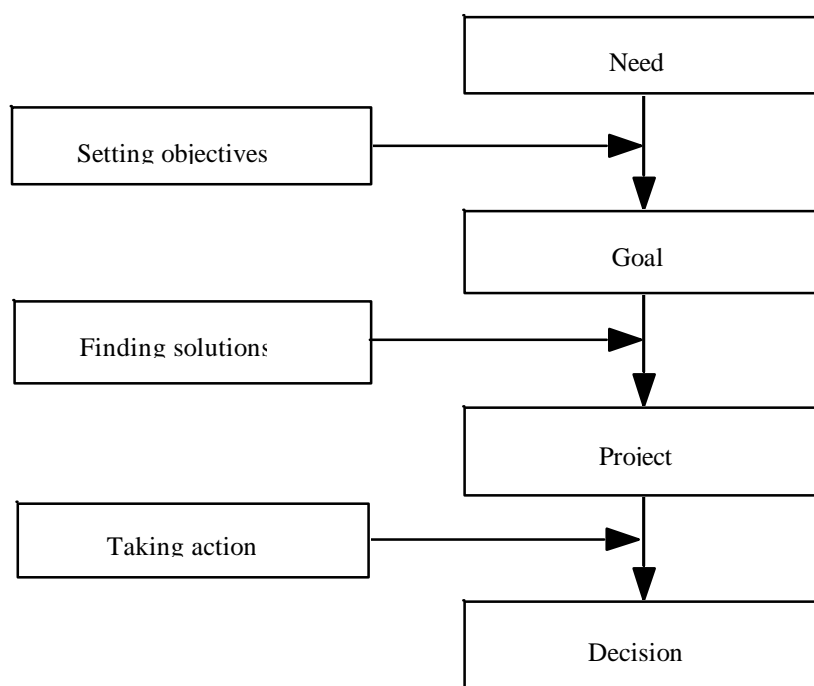 Need
Setting objectives
Goal
Finding solutions
Project
Taking action
Decision